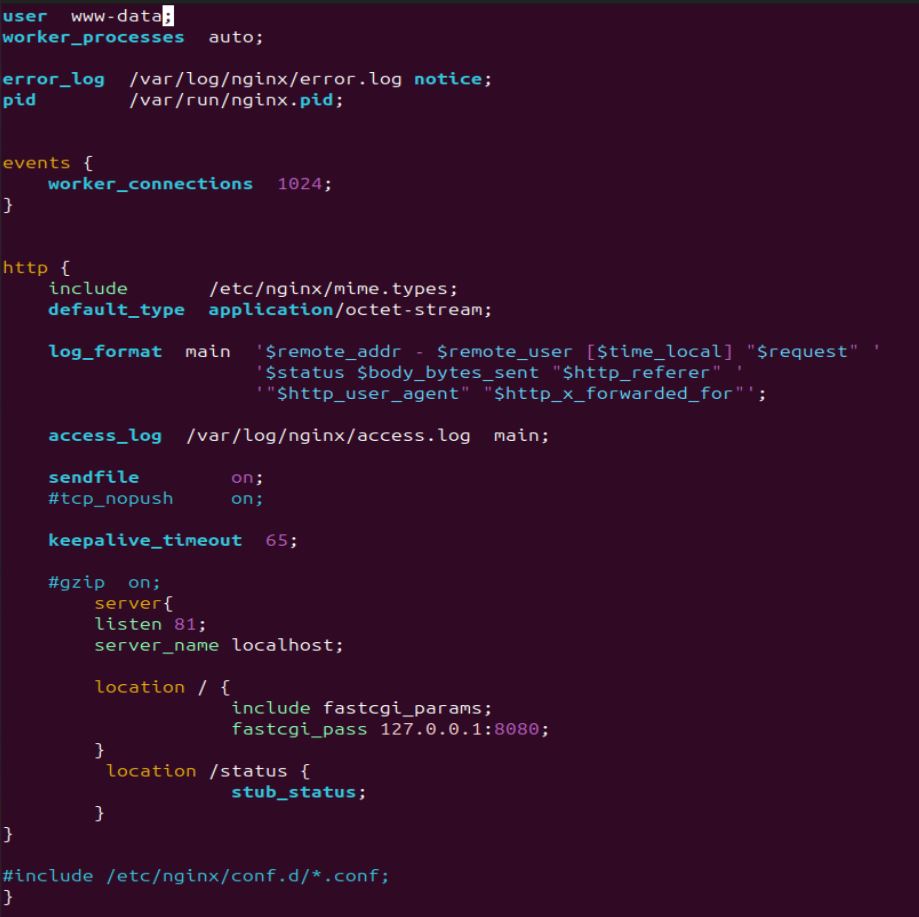 user  www-data;
worker_processes  auto;

error_log  /var/log/nginx/error.log notice;
pid        /var/run/nginx.pid;


events {
    worker_connections  1024;
}


http {
    include       /etc/nginx/mime.types;
    default_type  application/octet-stream;

    log_format  main  '$remote_addr - $remote_user [$time_local] "$request" '
                      '$status $body_bytes_sent "$http_referer" '
                      '"$http_user_agent" "$http_x_forwarded_for"';

    access_log  /var/log/nginx/access.log  main;

    sendfile        on;
    #tcp_nopush     on;

    keepalive_timeout  65;

    #gzip  on;
        server{
        listen 81;
        server_name localhost;

        location / {
                    include fastcgi_params;
                    fastcgi_pass 127.0.0.1:8080;
        }
         location /status {
                    stub_status;
        }
}

#include /etc/nginx/conf.d/*.conf;
}